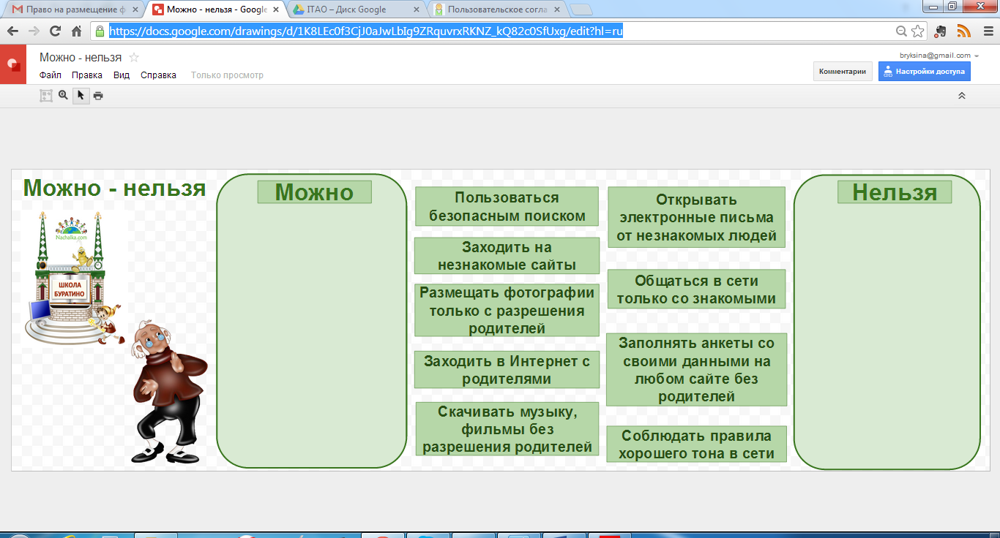 Право на размещение ф
Можно - нельзя - Google
ITAO – Диск Google
Пользовательское согла
https://docs.google.com/drawings/d/1K8LEc0f3CjJ0aJwLbIg9ZRquvrxRKNZ_kQ82c0SfUxg/edit?hl=ru
Можно - нельзя
bryksina@gmail.com
Файл Правка Вид Справка Только просмотр
Комментарии
Настройки доступа
Можно - нельзя
Nachalka.com
ШКОЛА
БУРАТИНО
Можно
Пользоваться
безопасным поиском
Заходить на
незнакомые сайты
Размещать фотографии
только с разрешения
родителей
Заходить в Интернет с
родителями
Скачивать музыку,
фильмы без
разрешения родителей
Открывать
электронные письма
от незнакомых людей
Общаться в сети
только со знакомыми
Заполнять анкеты со
своими данными на
любом сайте без
родителей
Соблюдать правила
хорошего тона в сети
Нельзя